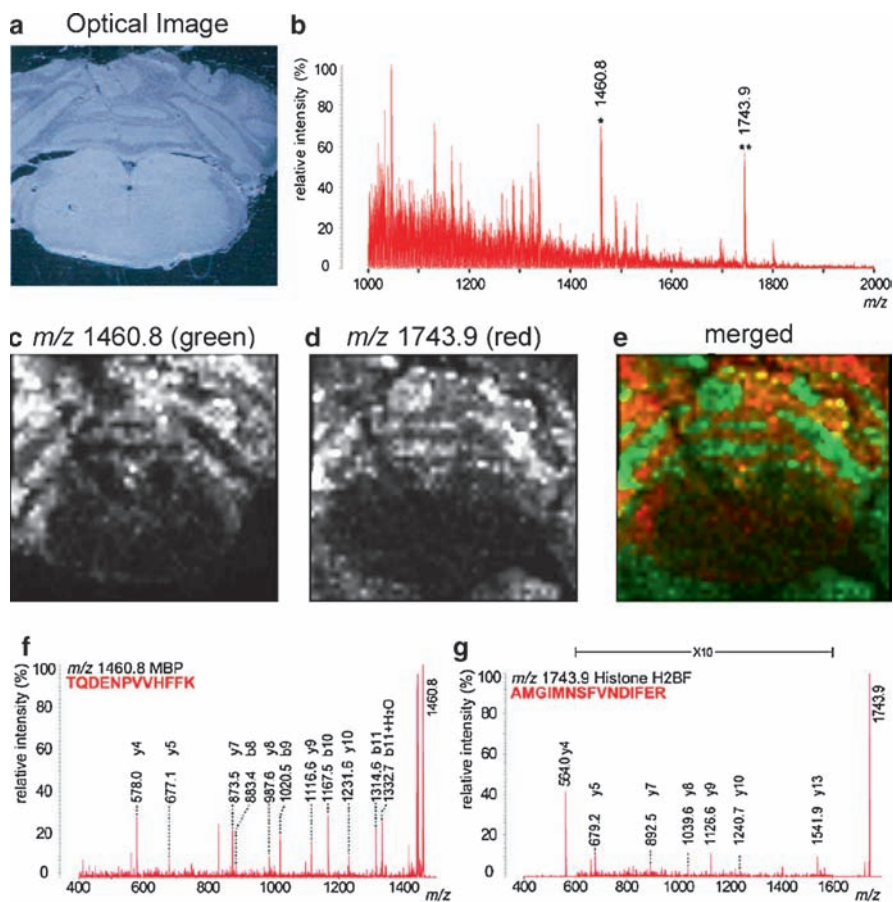 a Optical Image
b
relative intensity (%)
100
80
60
40
20
0
* 1460.8
** 1743.9
1000 1200 1400 1600 1800 2000
m/z
c m/z 1460.8 (green)
d m/z 1743.9 (red)
e merged
f
relative intensity (%)
100
80
60
40
20
0
m/z 1460.8 MBP
TQDENPVVHFFK
578.0 y4
677.1 y5
873.5 y7
883.4 b8
987.6 y8
1020.5 b9
1116.6 y9
1167.5 b10
1231.6 y10
1314.6 b11
1332.7 b11+H2O
1460.8
400 600 800 1000 1200 1400
m/z
g
X10
relative intensity (%)
100
80
60
40
20
0
m/z 1743.9 Histone H2BF
AMGIMNSFVNDIFER
564.0 y4
679.2 y5
892.5 y7
1039.6 y8
1126.6 y9
1240.7 y10
1541.9 y13
1743.9
400 600 800 1000 1200 1400 1600
m/z